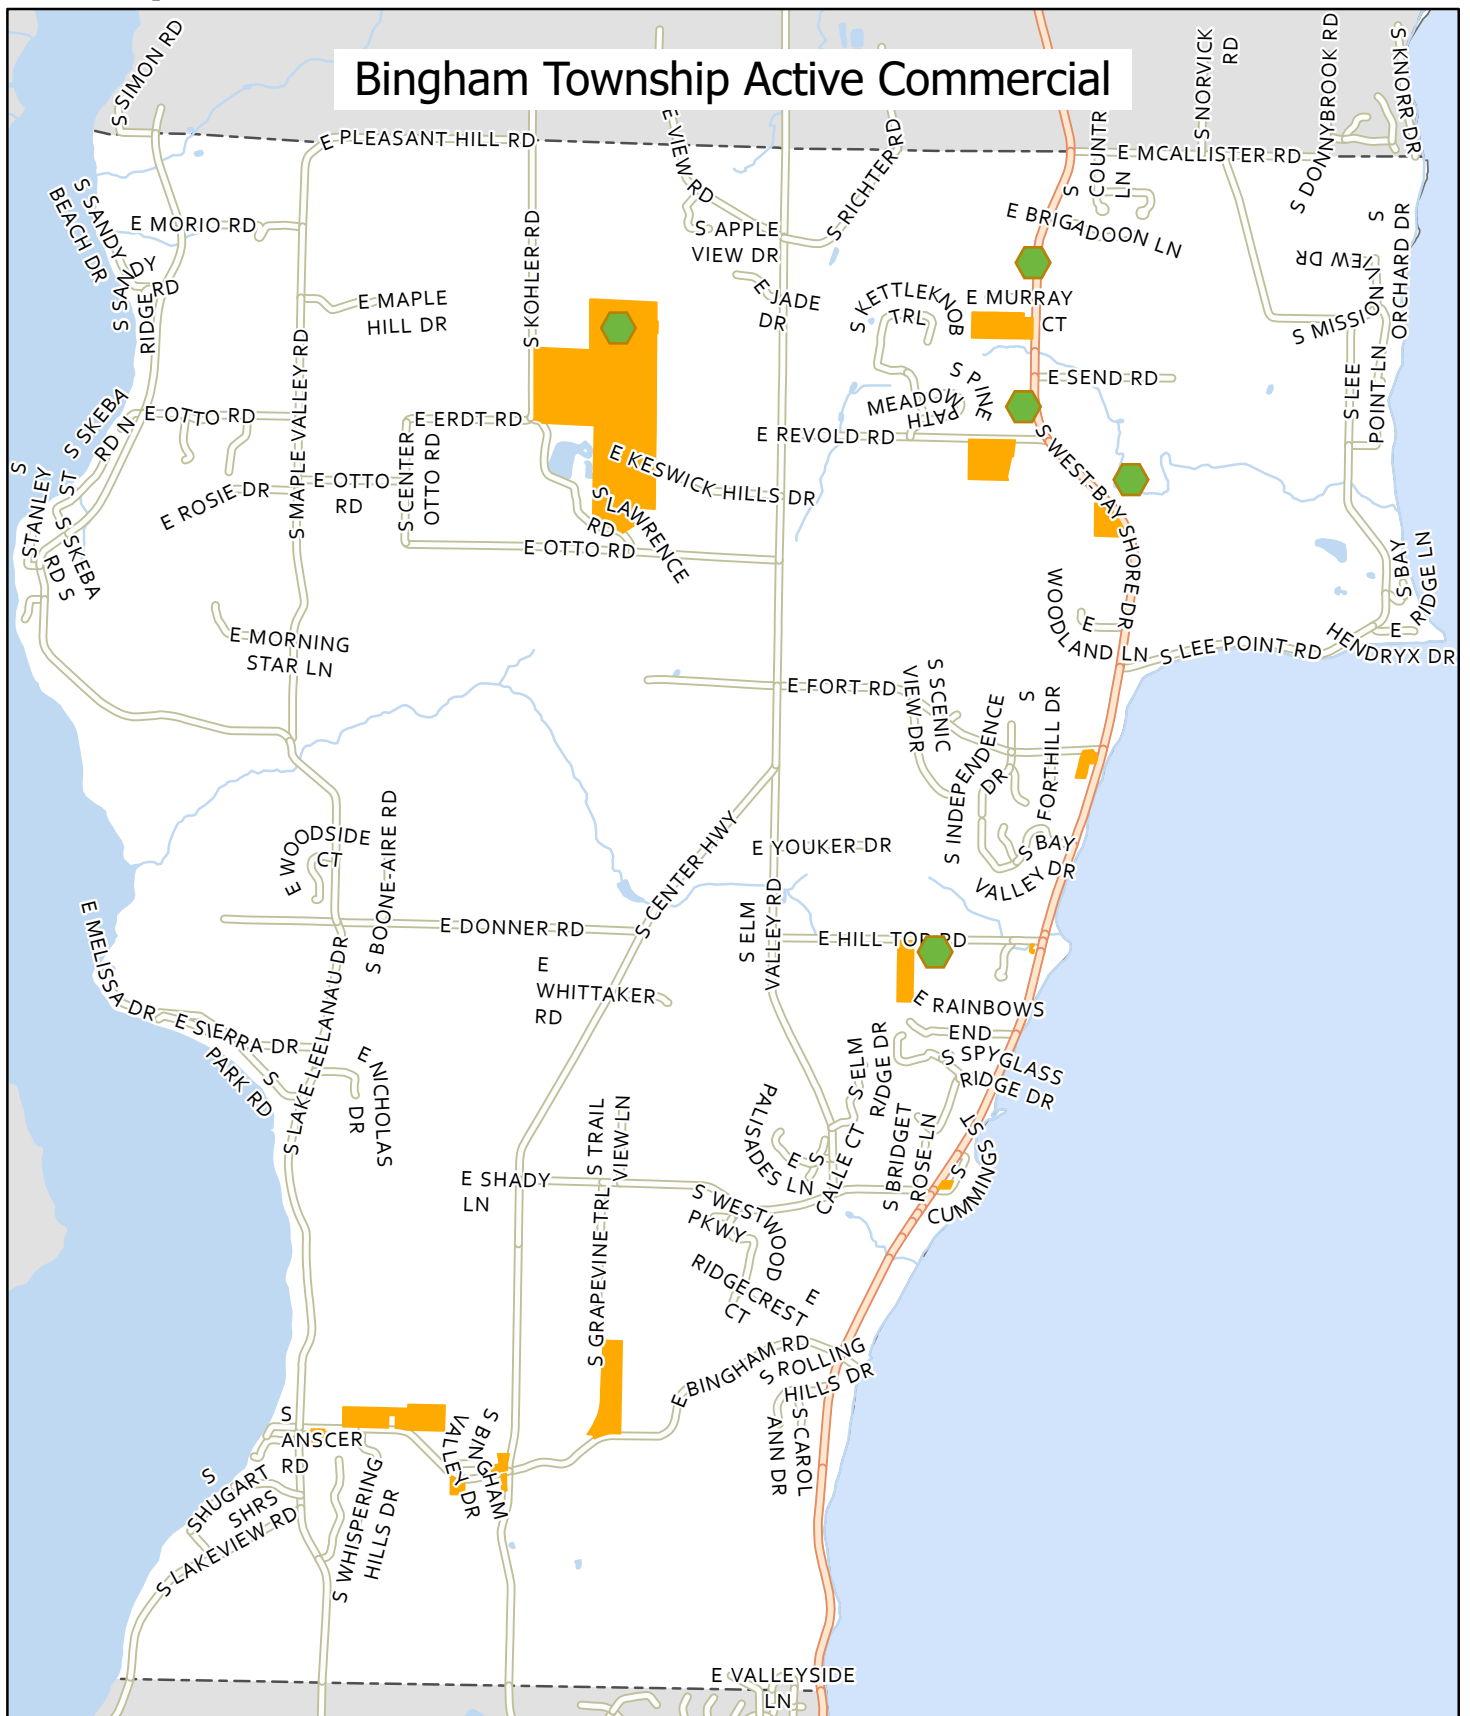 Bingham Township Active Commercial
S SIMON RD
S NORVICK
RD
S DONNYBROOK RD
S KNORR DR
E PLEASANT HILL RD
E VIEW RD
S RICHTER RD
S
COUNTR
LN
E MCALLISTER RD
S SANDY
BEACH DR
E MORIO RD
S KOHLER RD
S APPLE
VIEW DR
E BRIGADOON LN
S
ORCHARD DR
VIEW DR
S SANDY
RIDGE RD
E MAPLE
HILL DR
E JADE
DR
S KETTLEKNOB
TRL
E MURRAY
CT
S MISSION
POINT LN
S MAPLE VALLEY RD
S SKEBA
RD N
E OTTO RD
E ERDT RD
S PINE
MEADOW
PATH
E SEND RD
S LEE
E REVOLD RD
S
STANLEY
RD S
ST
S SKEBA
E ROSIE DR
E OTTO
RD
S CENTER
OTTO RD
E KESWICK HILLS DR
S LAWRENCE
RD
E OTTO RD
S WEST-BAY SHORE DR
S BAY
RIDGE LN
E MORNING
STAR LN
E
WOODLAND LN
S LEE POINT RD
E
HENDRYX DR
E FORT RD
S SCENIC
VIEW DR
S INDEPENDENCE
DR
S
FORTHILL DR
E WOODSIDE
CT
S BOONE-AIRE RD
S CENTER HWY
E YOUKER DR
S BAY
VALLEY DR
E MELISSA DR
E DONNER RD
S ELM
VALLEY RD
E HILL TOP RD
E
WHITTAKER
RD
E RAINBOWS
END
E SIERRA DR
S
PARK RD
S LAKE LEELANAU DR
E NICHOLAS
DR
S ELM
RIDGE DR
S SPYGLASS
RIDGE DR
E
PALISADES LN
S
CALLE CT
S BRIDGET
ROSE LN
S
CUMMINGS ST
E SHADY
LN
S TRAIL
VIEW LN
S WESTWOOD
PKWY
S GRAPEVINE TRL
E
RIDGECREST
CT
E BINGHAM RD
S ROLLING
HILLS DR
S CAROL
ANN DR
S
ANSCER
RD
S BINGHAM
VALLEY DR
S
SHUGART
SHRS
S LAKEVIEW RD
S WHISPERING
HILLS DR
E VALLEYSIDE
LN